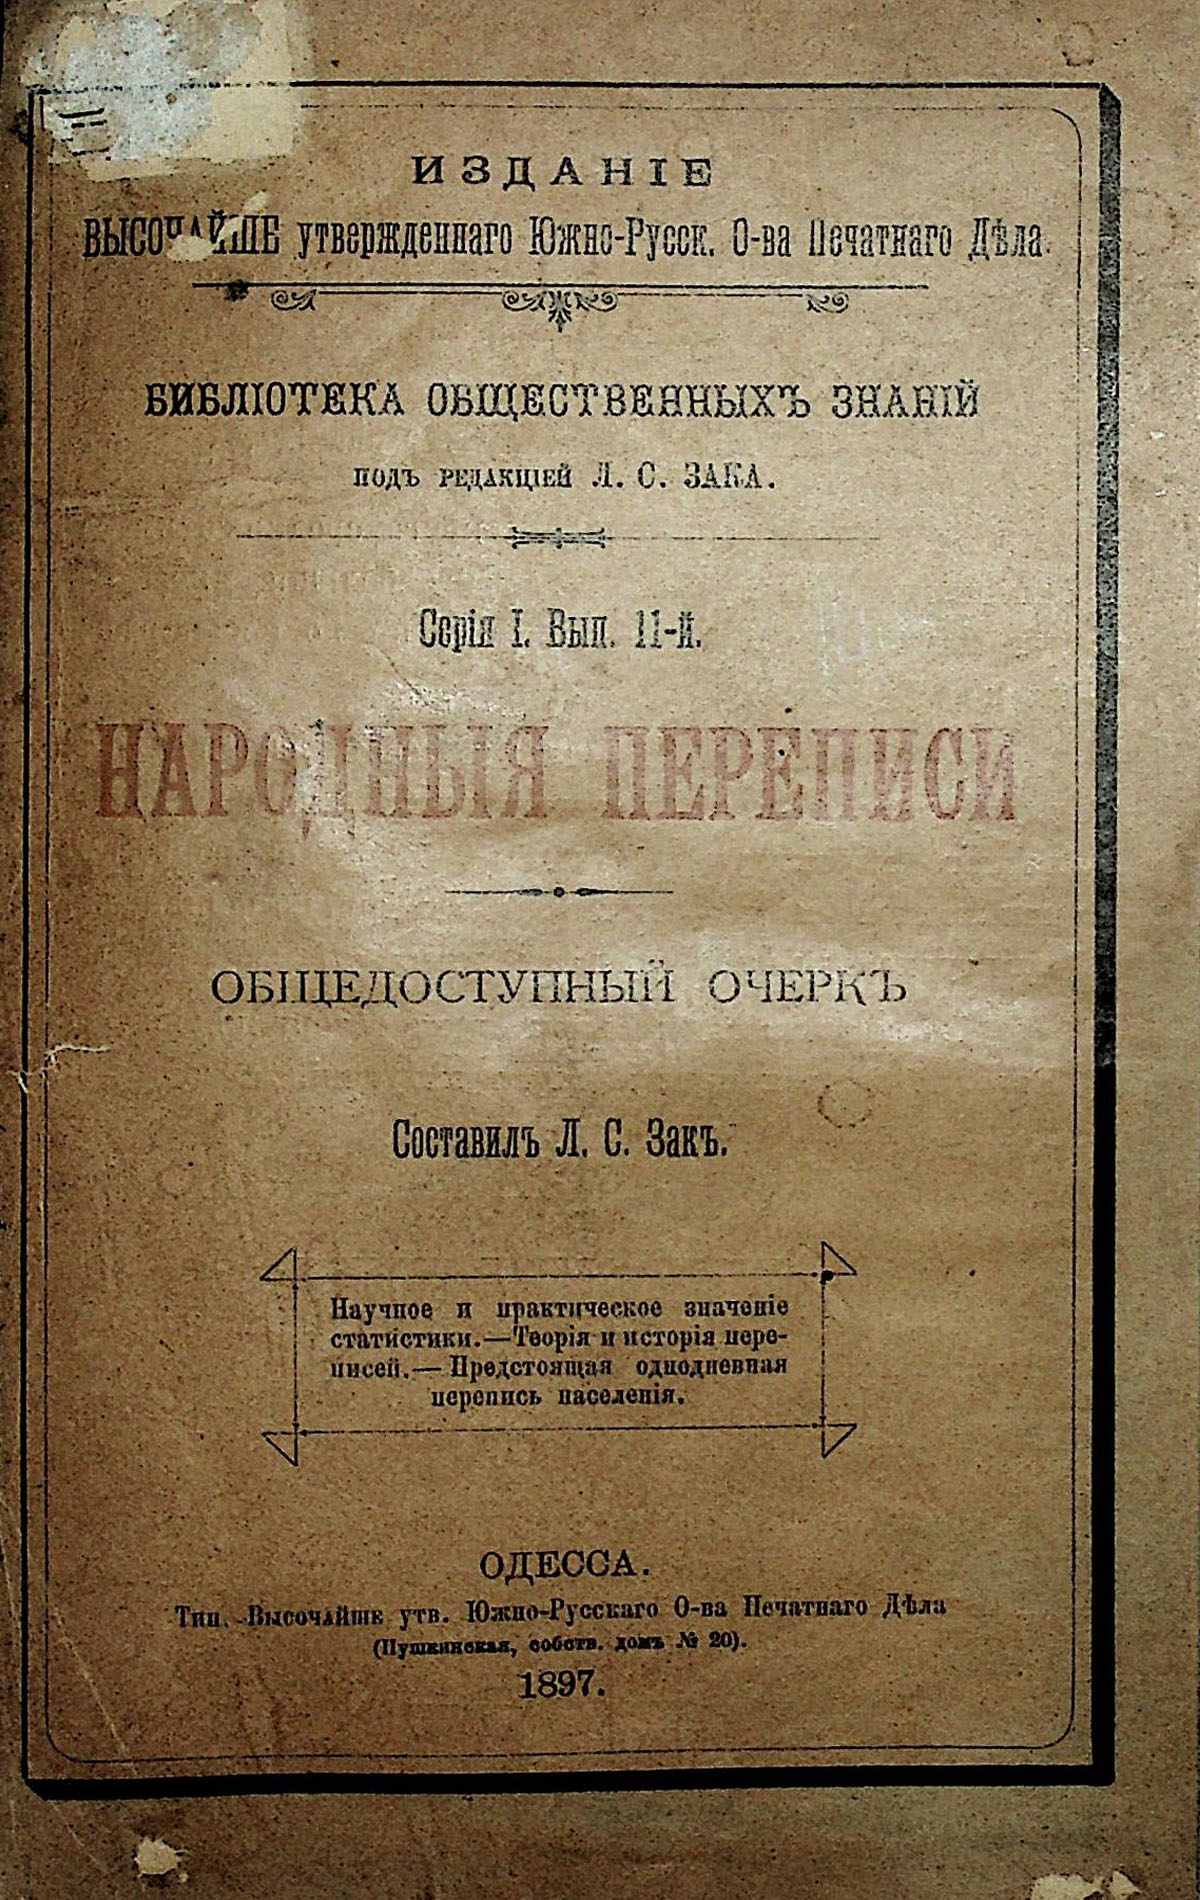 ИЗДАНІЕ
ВЫСОЧАЙШЕ утвержденнаго Южно-Русск. О-ва Печатнаго Дѣла.
БИБЛІОТЕКА ОБЩЕСТВЕННЫХЪ ЗНАНІЙ
ПОДЪ РЕДАКЦІЕЙ Л. С. ЗАКА.
Серія I. Вып. 11-й.
НАРОДНЫЯ ПЕРЕПИСИ
ОБЩЕДОСТУПНЫЙ ОЧЕРКЪ
Составилъ Л. С. Закъ.
Научное и практическое значеніе
статистики.—Теорія и исторія пере-
писей.— Предстоящая однодневная
перепись населенія.
ОДЕССА.
Тип. Высочайше утв. Южно-Русскаго О-ва Печатнаго Дѣла
(Пушкинская, собств. домъ № 20).
1897.